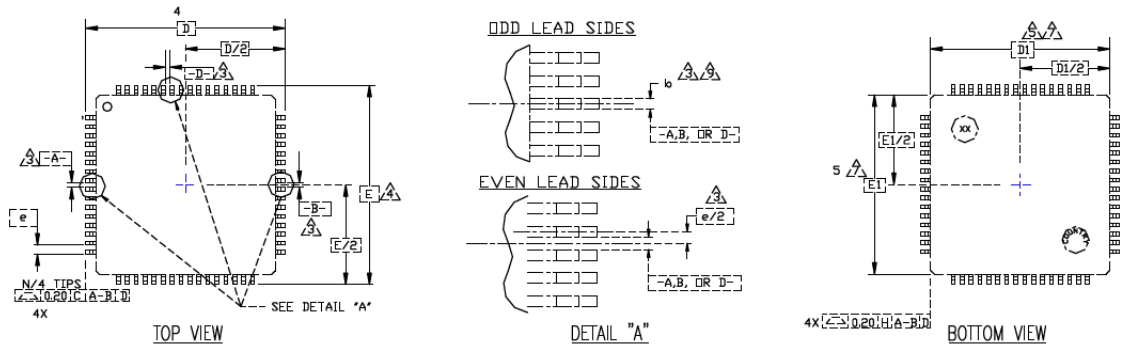 4
D
D/2
-D- 3
3 -A-
e
N/4 TIPS
0.20 C A-B D
4X
-B-
3
E 4
E/2
SEE DETAIL "A"
TOP VIEW
ODD LEAD SIDES
b 3 9
-A,B, OR D-
EVEN LEAD SIDES
3
e/2
-A,B, OR D-
DETAIL "A"
5 7
D1
D1/2
XX
E1/2
5 7
E1
COUNTRY
4X 0.20 H A-B D
BOTTOM VIEW